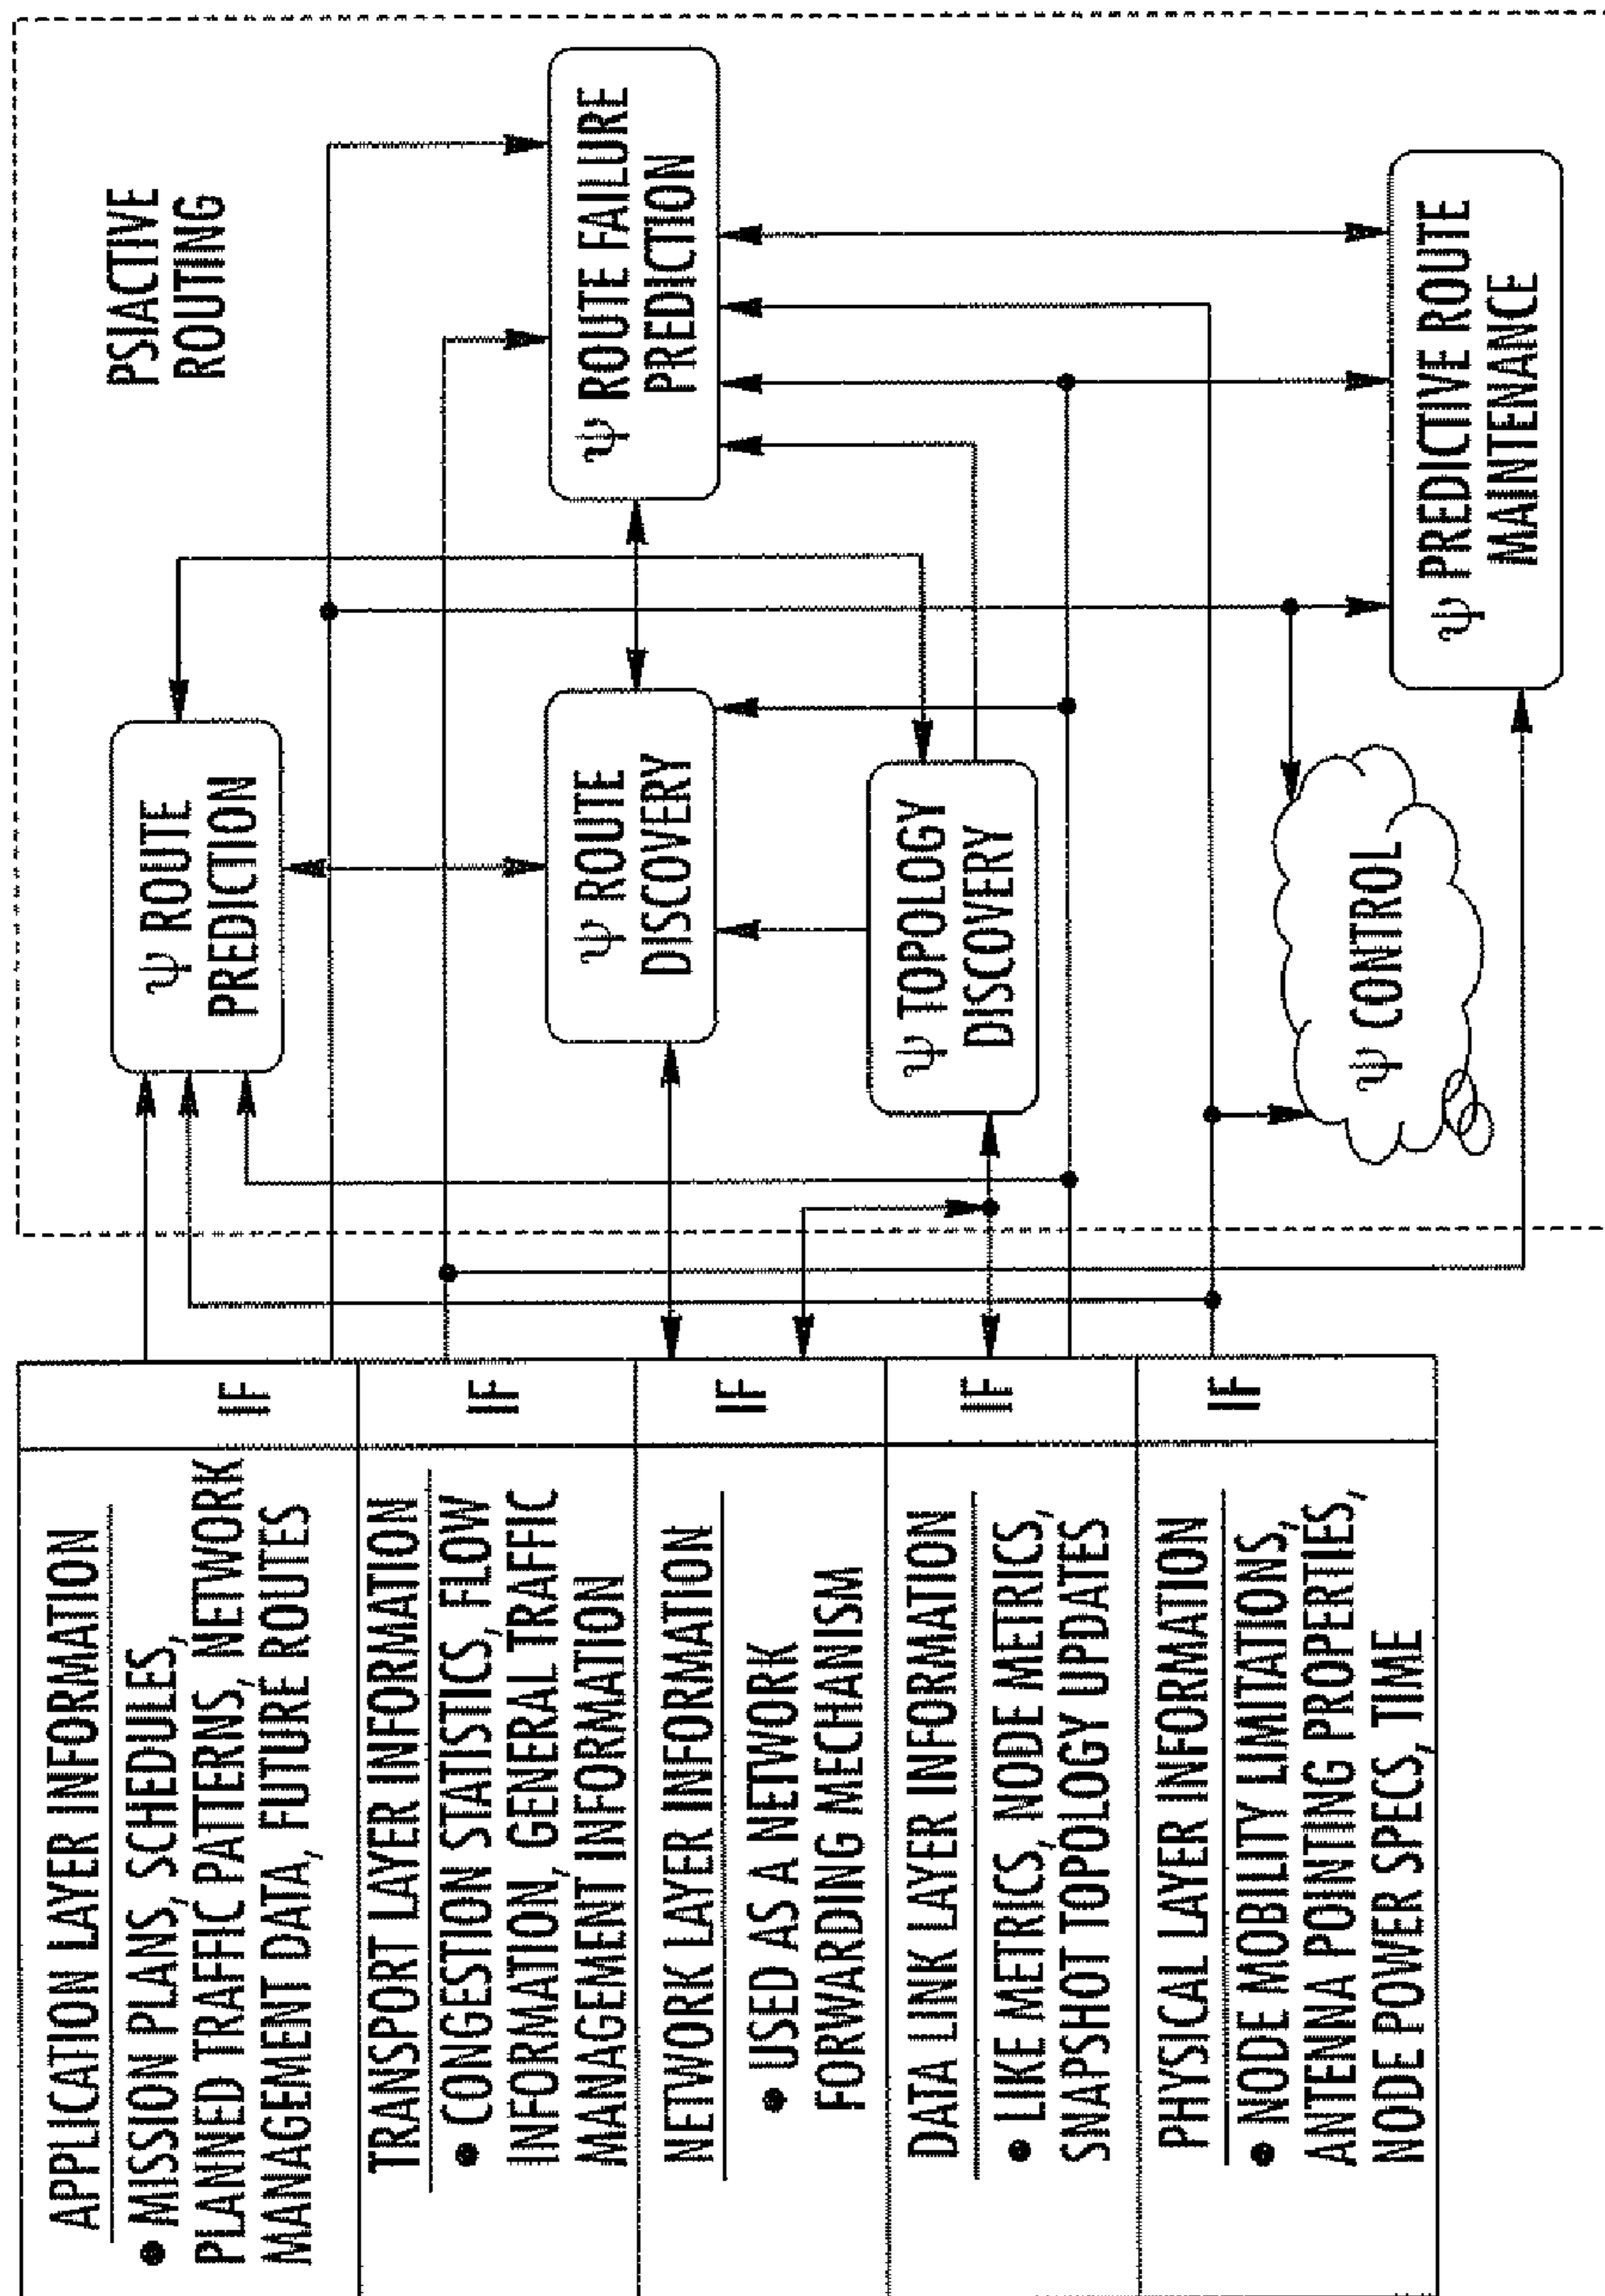 APPLICATION LAYER INFORMATION
• MISSION PLANS, SCHEDULES,
PLANNED TRAFFIC PATTERNS, NETWORK
MANAGEMENT DATA, FUTURE ROUTES
IF
TRANSPORT LAYER INFORMATION
• CONGESTION STATISTICS, FLOW
INFORMATION, GENERAL TRAFFIC
MANAGEMENT INFORMATION
IF
NETWORK LAYER INFORMATION
• USED AS A NETWORK
FORWARDING MECHANISM
IF
DATA LINK LAYER INFORMATION
• LIKE METRICS, NODE METRICS,
SNAPSHOT TOPOLOGY UPDATES
IF
PHYSICAL LAYER INFORMATION
• NODE MOBILITY LIMITATIONS,
ANTENNA POINTING PROPERTIES,
NODE POWER SPECS, TIME
IF
PSIACTIVE
ROUTING
ψ ROUTE
PREDICTION
ψ ROUTE
DISCOVERY
ψ ROUTE FAILURE
PREDICTION
ψ TOPOLOGY
DISCOVERY
ψ CONTROL
ψ PREDICTIVE ROUTE
MAINTENANCE